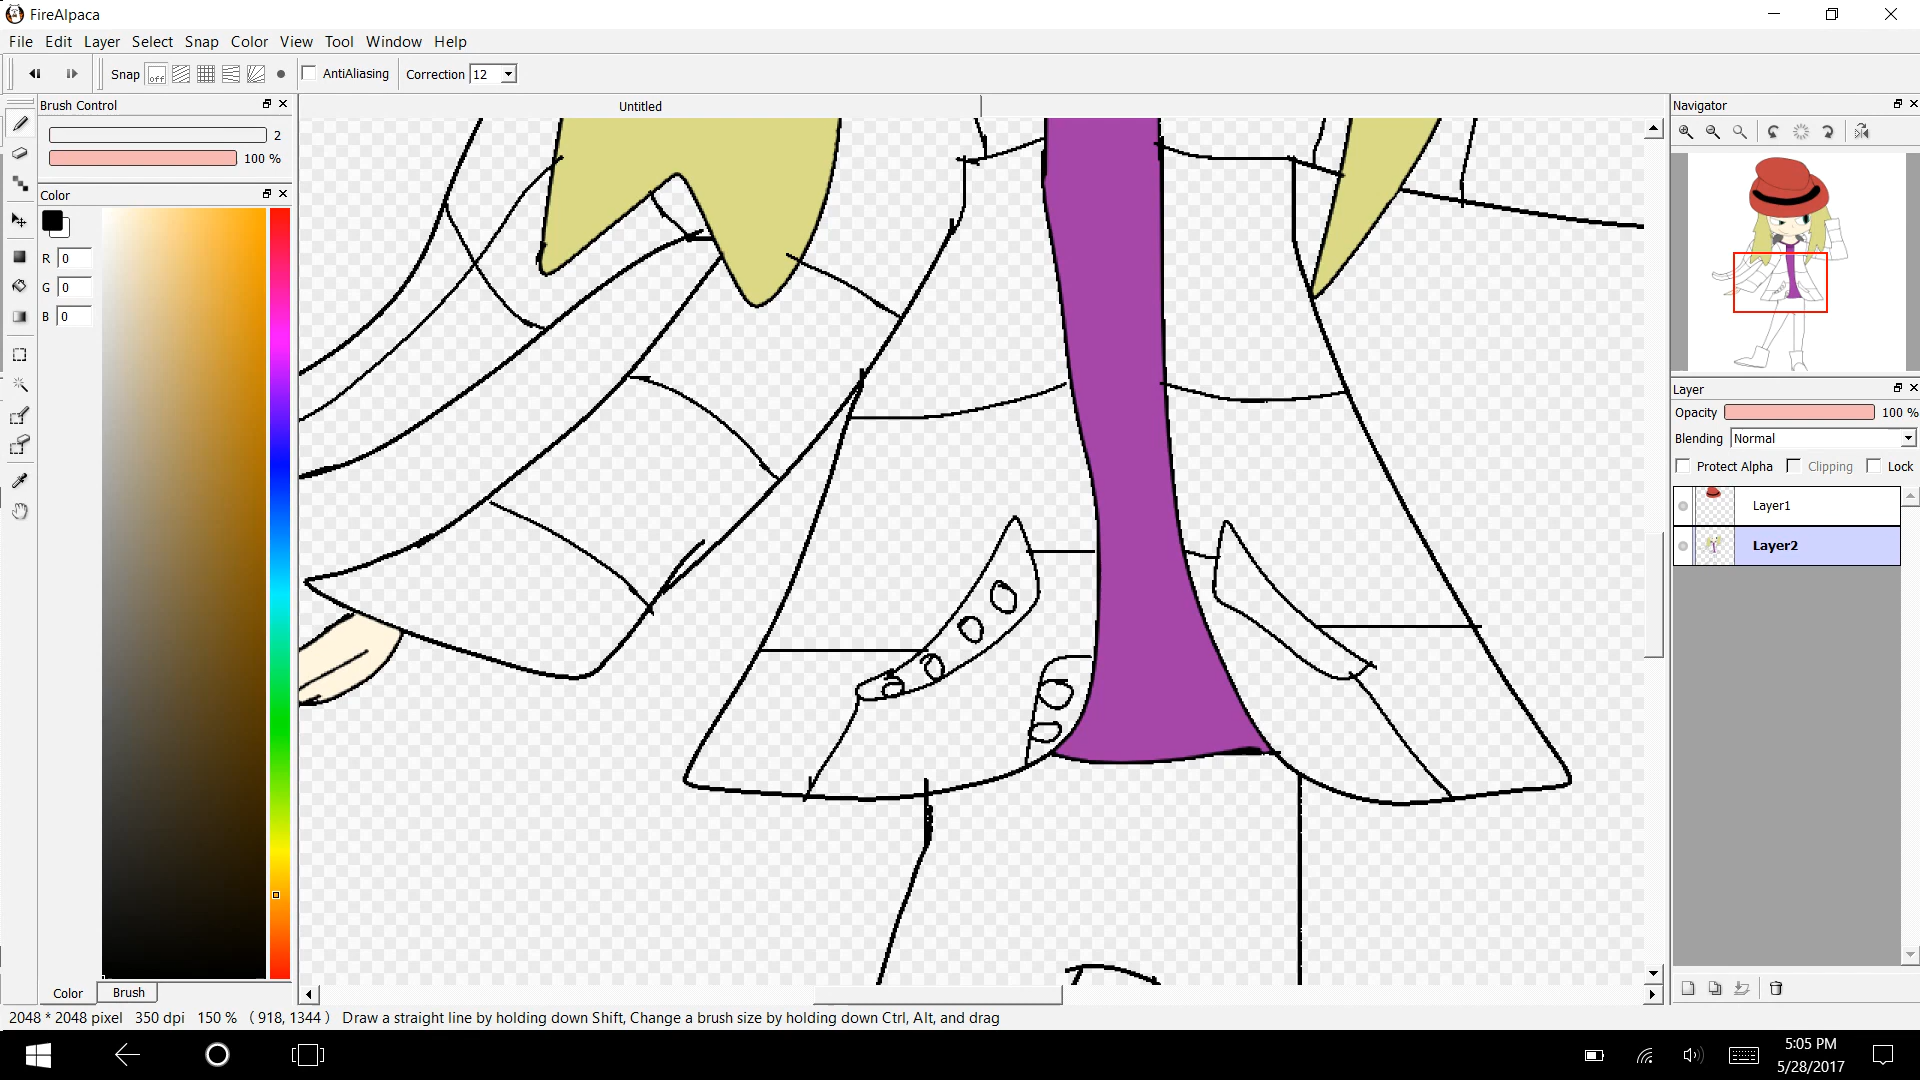 FireAlpaca
File Edit Layer Select Snap Color View Tool Window Help
Snap off AntiAliasing Correction 12
Brush Control
Untitled
Navigator
2
100 %
Color
R 0
G 0
B 0
Layer
Opacity 100 %
Blending Normal
Protect Alpha Clipping Lock
Layer1
Layer2
Color Brush
2048 * 2048 pixel 350 dpi 150 % ( 918, 1344 ) Draw a straight line by holding down Shift, Change a brush size by holding down Ctrl, Alt, and drag
5:05 PM
5/28/2017